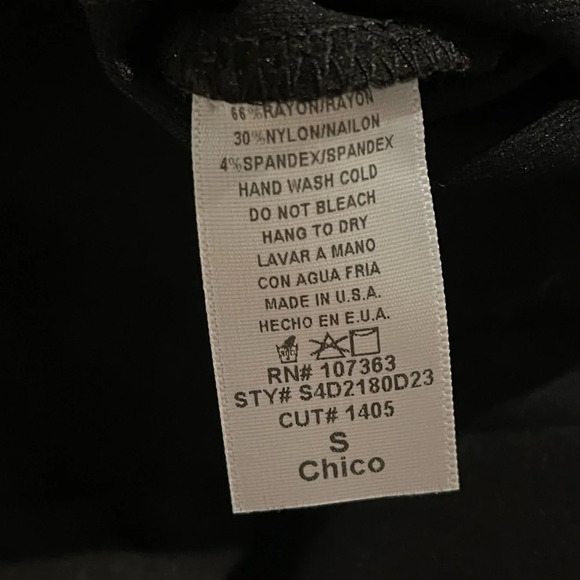 66%RAYON/RAYON
30%NYLON/NAILON
4%SPANDEX/SPANDEX
HAND WASH COLD
DO NOT BLEACH
HANG TO DRY
LAVAR A MANO
CON AGUA FRIA
MADE IN U.S.A.
HECHO EN E.U.A.
RN# 107363
STY# S4D2180D23
CUT# 1405
S
Chico